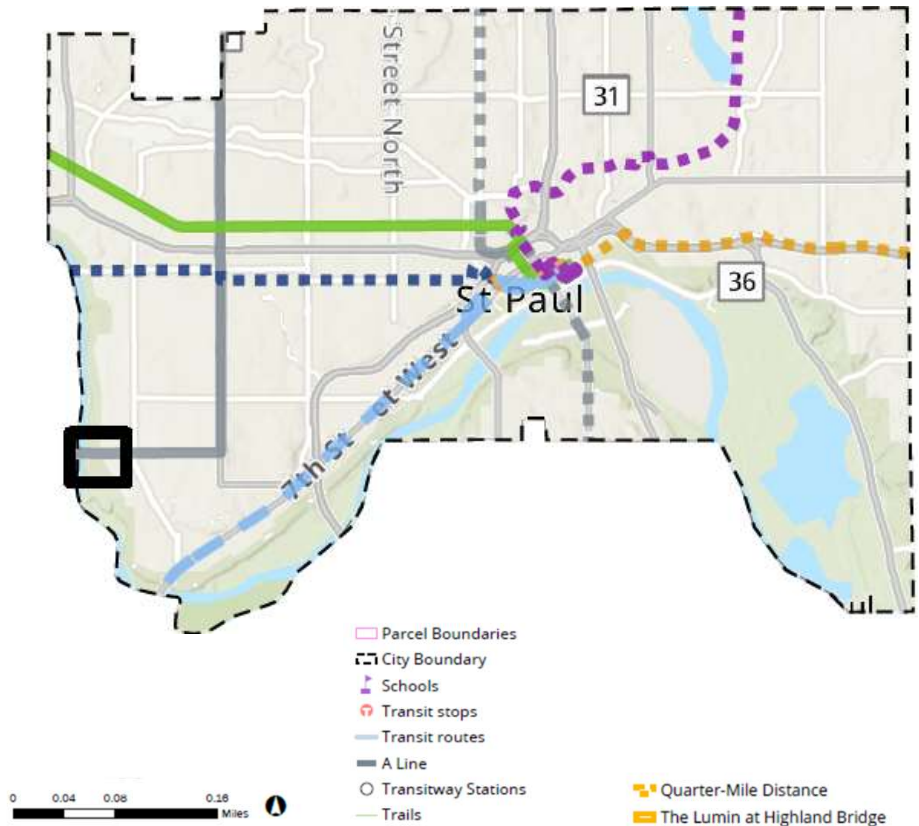 Street North
31
36
St Paul
7th St
et West
Parcel Boundaries
City Boundary
Schools
Transit stops
Transit routes
A Line
Transitway Stations
Trails
0 0.04 0.08 0.16
Miles
Quarter-Mile Distance
The Lumin at Highland Bridge